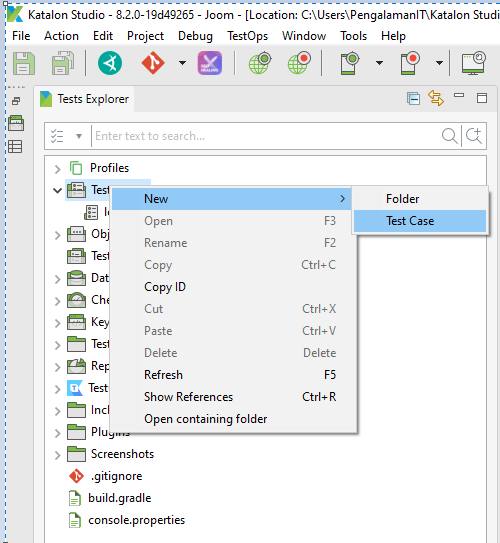 Katalon Studio - 8.2.0-19d49265 - Joom - [Location: C:\Users\PengalamanIT\Katalon Studi
File Action Edit Project Debug TestOps Window Tools Help
Tests Explorer
Enter text to search...
Profiles
Test
New
Folder
Open F3
Test Case
Obj
Rename F2
Test
Copy Ctrl+C
Data
Copy ID
Che
Cut Ctrl+X
Key
Paste Ctrl+V
Test
Delete Delete
Rep
Refresh F5
Test
Show References Ctrl+R
Incl
Open containing folder
Plugins
Screenshots
.gitignore
build.gradle
console.properties